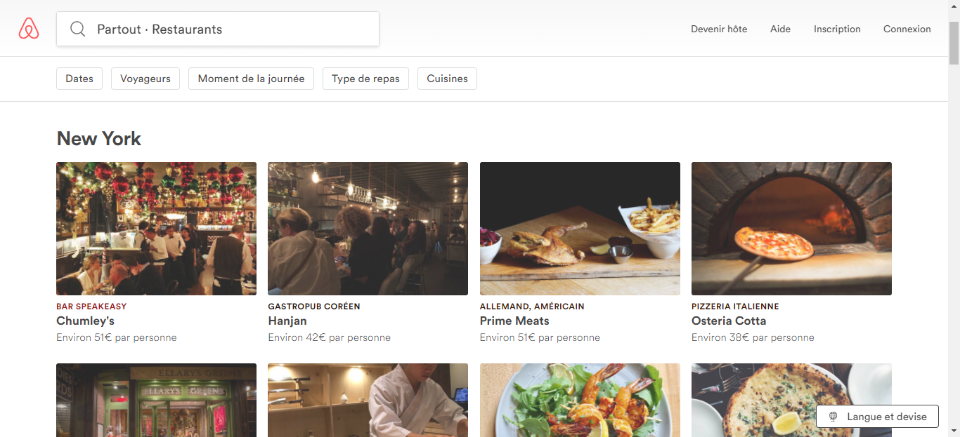 Partout · Restaurants
Devenir hôte
Aide
Inscription
Connexion
Dates
Voyageurs
Moment de la journée
Type de repas
Cuisines
New York
BAR SPEAKEASY
Chumley's
Environ 51€ par personne
GASTROPUB CORÉEN
Hanjan
Environ 42€ par personne
ALLEMAND, AMÉRICAIN
Prime Meats
Environ 51€ par personne
PIZZERIA ITALIENNE
Osteria Cotta
Environ 38€ par personne
Langue et devise